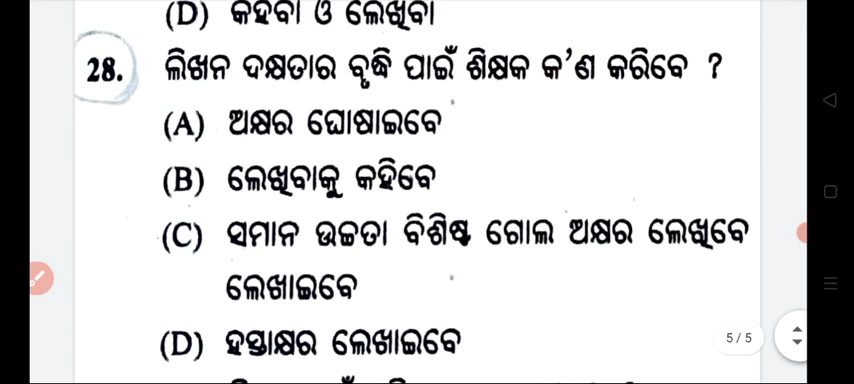 (D) କହିବା ଓ ଲେଖିବା
28. ଲିଖନ ଦକ୍ଷତାର ବୃଦ୍ଧି ପାଇଁ ଶିକ୍ଷକ କ'ଣ କରିବେ ?
(A) ଅକ୍ଷର ଘୋଷାଇବେ
(B) ଲେଖିବାକୁ କହିବେ
(C) ସମାନ ଉଚ୍ଚତା ବିଶିଷ୍ଟ ଗୋଲ ଅକ୍ଷର ଲେଖିବେ
ଲେଖାଇବେ
(D) ହସ୍ତାକ୍ଷର ଲେଖାଇବେ
5/5